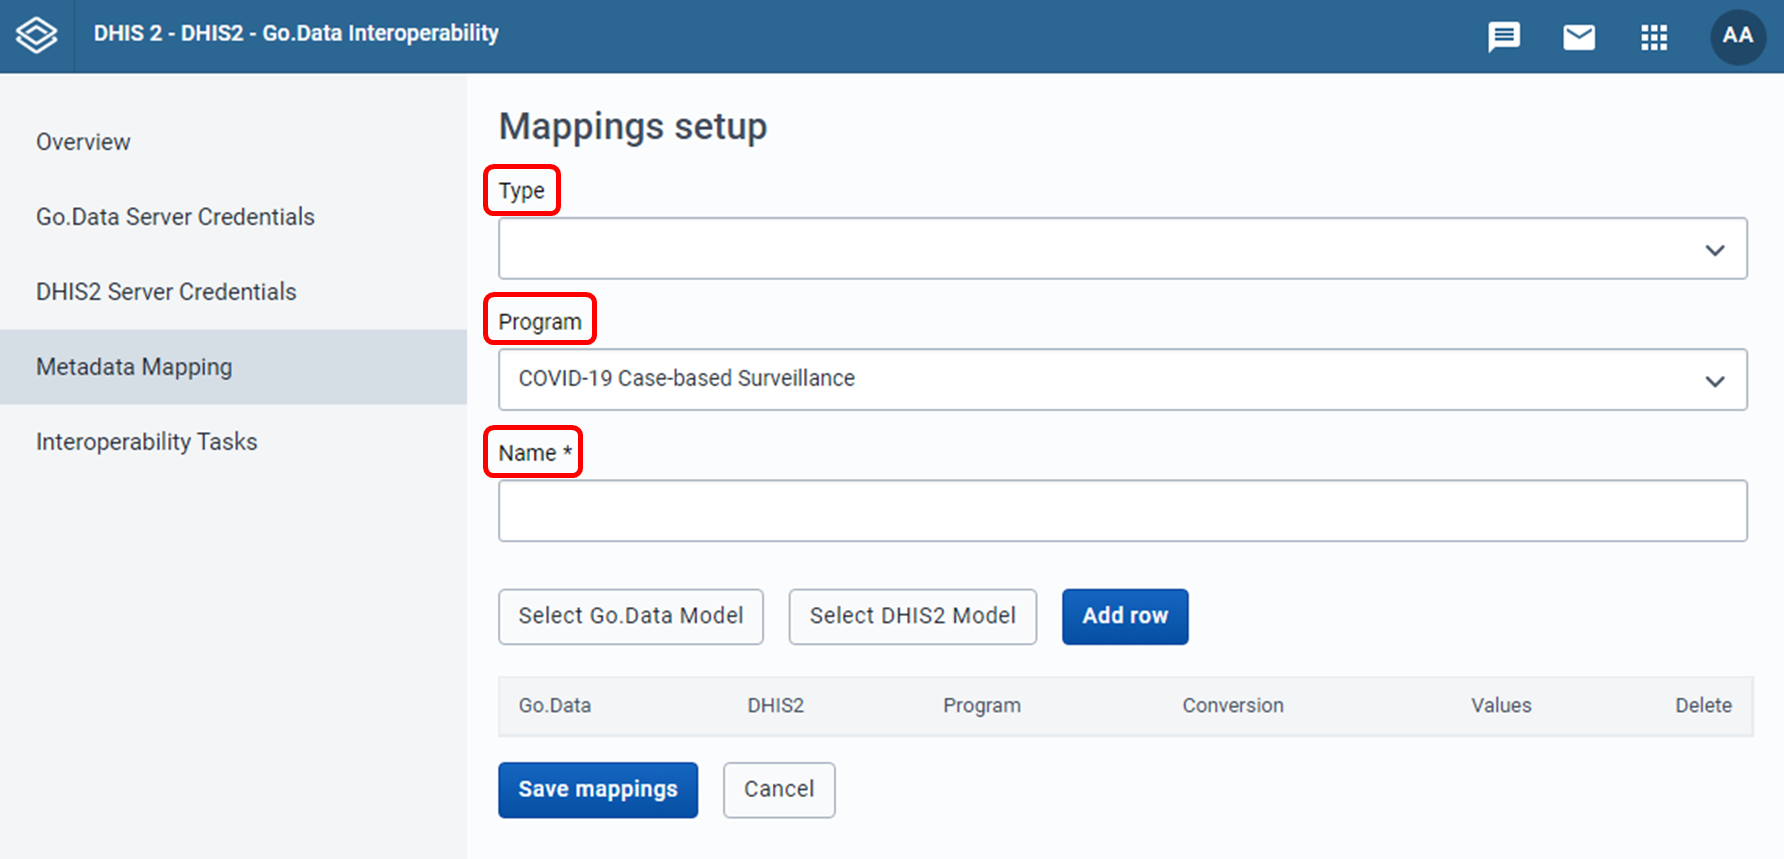 DHIS 2 - DHIS2 - Go.Data Interoperability
AA
Overview
Go.Data Server Credentials
DHIS2 Server Credentials
Metadata Mapping
Interoperability Tasks
Mappings setup
Type
Program
COVID-19 Case-based Surveillance
Name *
Select Go.Data Model Select DHIS2 Model Add row
Go.Data DHIS2 Program Conversion Values Delete
Save mappings Cancel